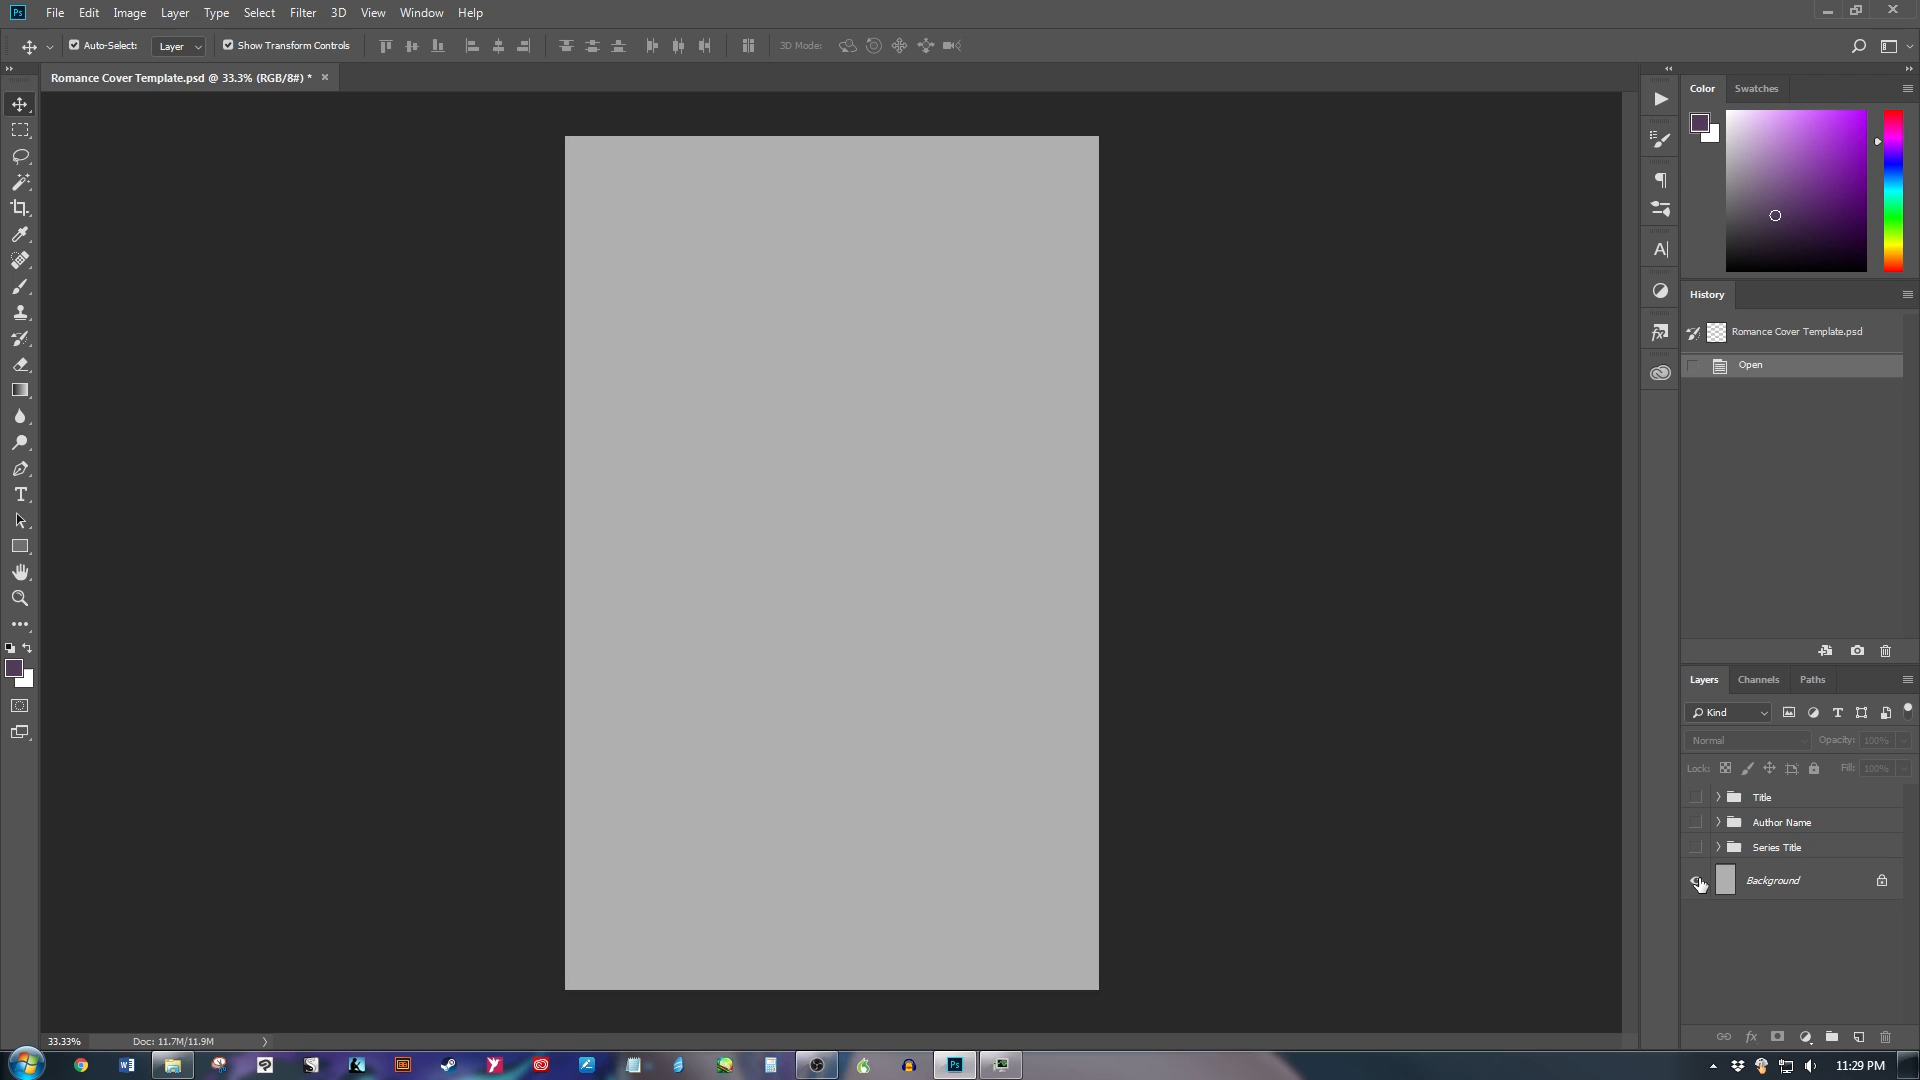 Ps File Edit Image Layer Type Select Filter 3D View Window Help
Auto-Select: Layer Show Transform Controls 3D Mode:
Romance Cover Template.psd @ 33.3% (RGB/8#) * ×
Color Swatches
History
Romance Cover Template.psd
Open
Layers Channels Paths
Kind
Normal Opacity: 100%
Lock: Fill: 100%
Title
Author Name
Series Title
Background
33.33% Doc: 11.7M/11.9M
11:29 PM